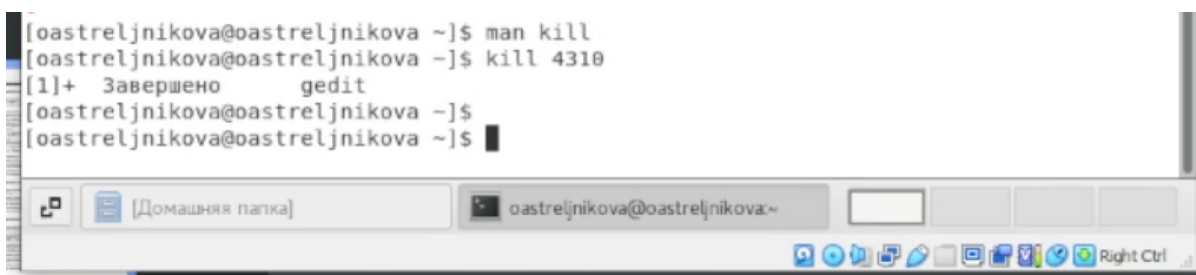 [oastreljnikova@oastreljnikova ~]$ man kill
[oastreljnikova@oastreljnikova ~]$ kill 4310
[1]+  Завершено      gedit
[oastreljnikova@oastreljnikova ~]$
[oastreljnikova@oastreljnikova ~]$
[Домашняя папка] oastreljnikova@oastreljnikova:~
Right Ctrl